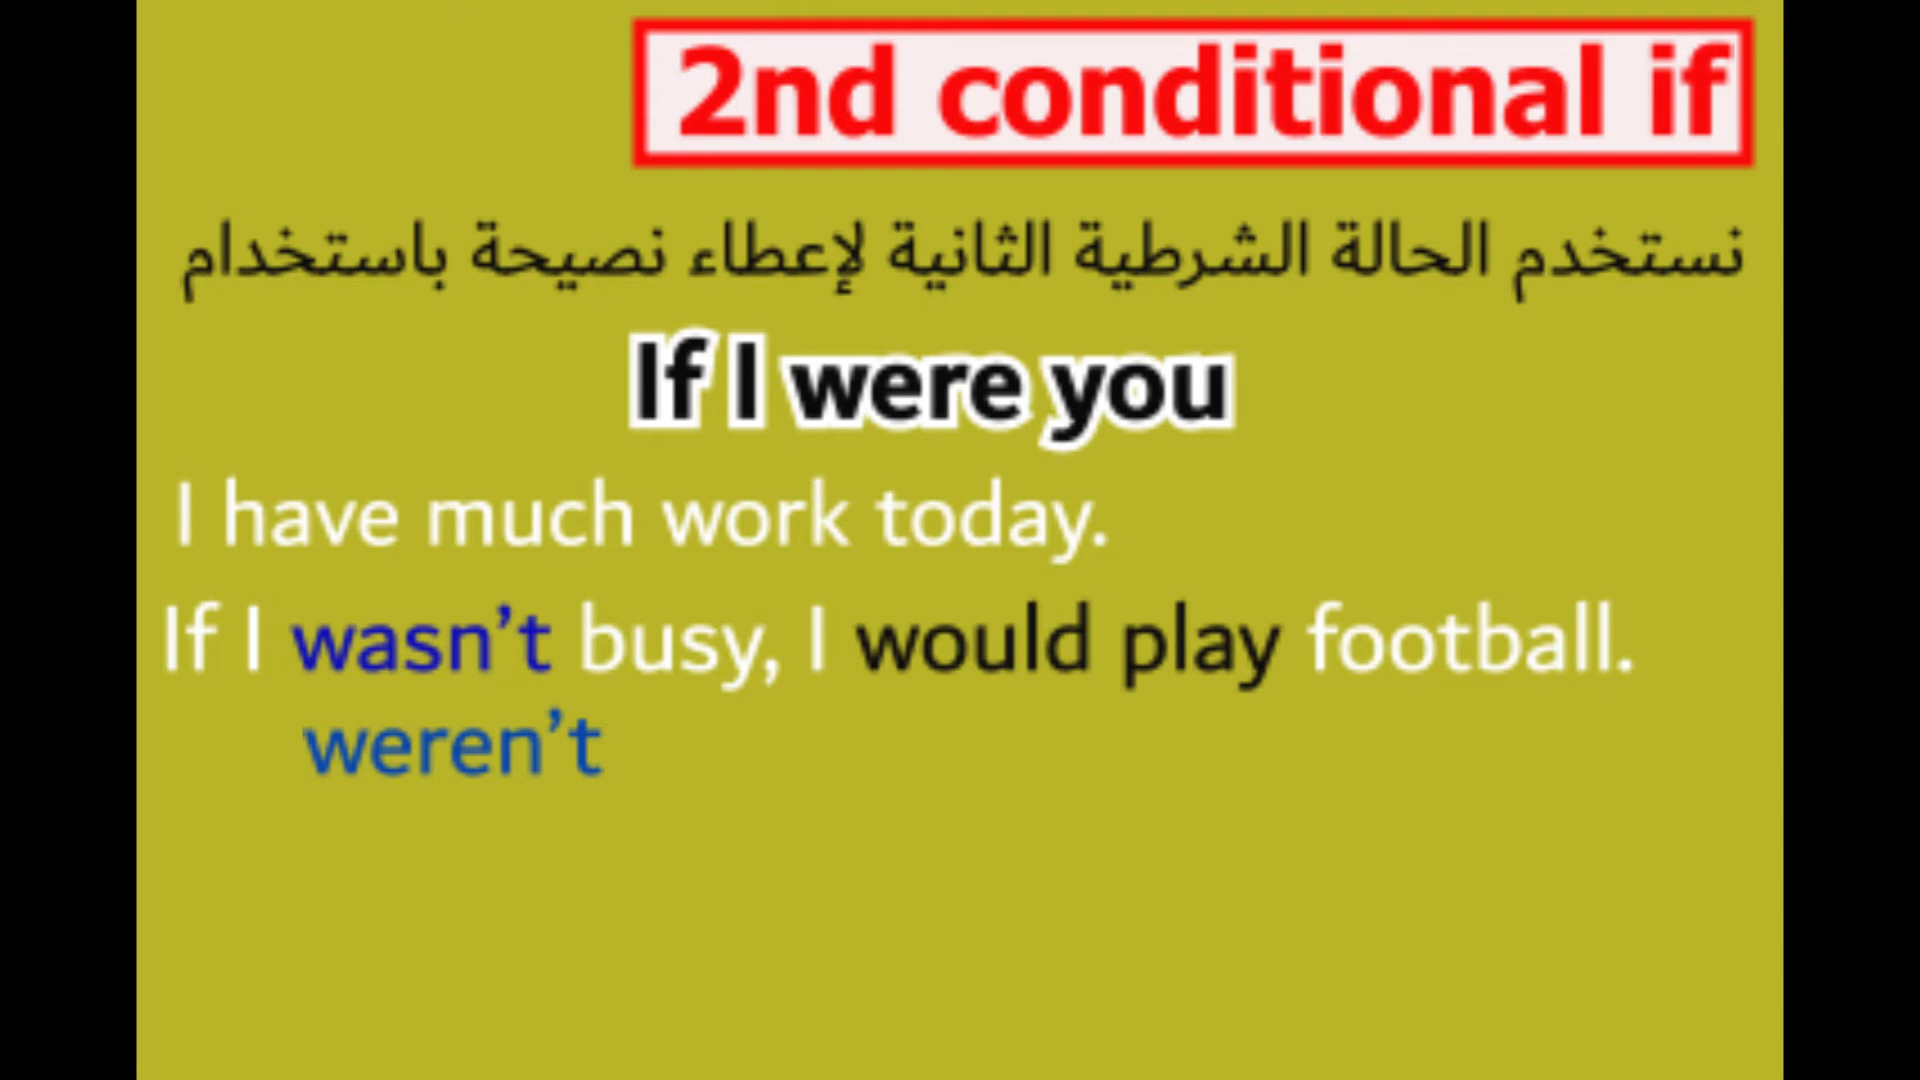 2nd conditional if
نستخدم الحالة الشرطية الثانية لإعطاء نصيحة باستخدام
If I were you
I have much work today.
If I wasn’t busy, I would play football.
weren’t